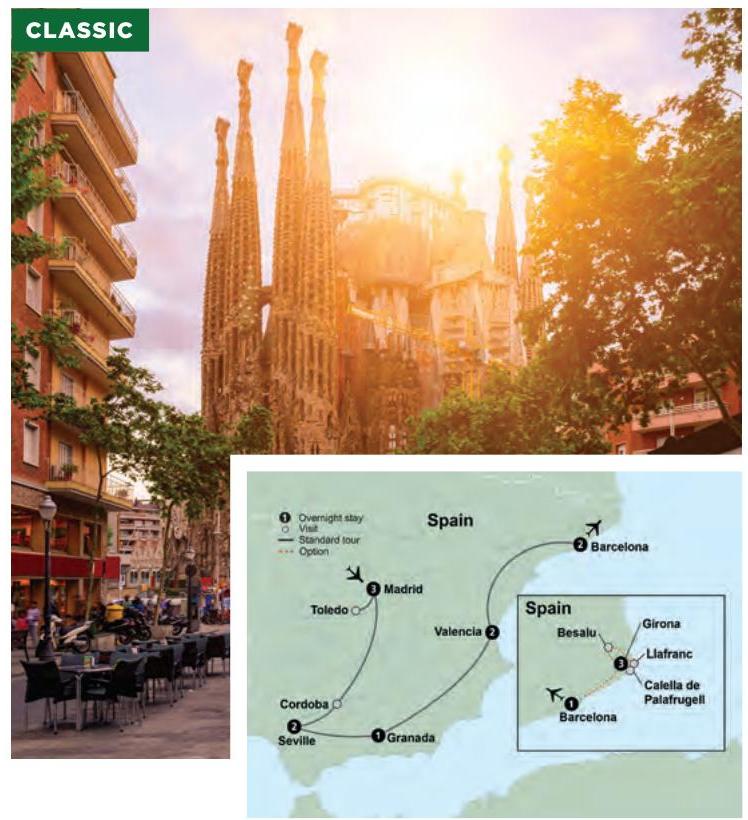 CLASSIC
1 Overnight stay
Visit
Standard tour
Option
Spain
2 Barcelona
3 Madrid
Toledo
Valencia 2
Cordoba
2
Seville
1 Granada
Spain
Girona
Besalu
3
Llafranc
Calella de
Palafrugell
1
Barcelona